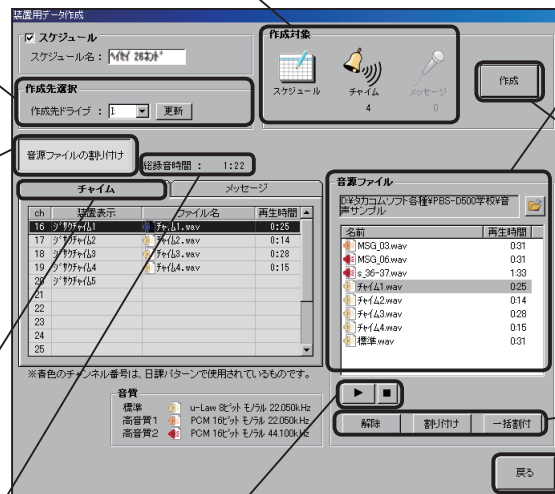 装置用データ作成
スケジュール
スケジュール名：ﾍｲｾｲ 26ﾈﾝﾄﾞ
作成先選択
作成先ドライブ：
更新
作成対象
スケジュール
チャイム
4
メッセージ
0
作成
音源ファイルの割り付け
総録音時間： 1:22
チャイム
メッセージ
ch 装置表示 ファイル名 再生時間
16 ｼﾞｻｸﾁｬｲﾑ1 ﾁｬｲﾑ1.wav 0:25
17 ｼﾞｻｸﾁｬｲﾑ2 ﾁｬｲﾑ2.wav 0:14
18 ｼﾞｻｸﾁｬｲﾑ3 ﾁｬｲﾑ3.wav 0:28
19 ｼﾞｻｸﾁｬｲﾑ4 ﾁｬｲﾑ4.wav 0:15
20 ｼﾞｻｸﾁｬｲﾑ5
21
22
23
24
25
※青色のチャンネル番号は、日課パターンで使用されているものです。
音質
標準 u-Law 8ﾋﾞｯﾄ ﾓﾉﾗﾙ 22.050kHz
高音質1 PCM 16ﾋﾞｯﾄ ﾓﾉﾗﾙ 22.050kHz
高音質2 PCM 16ﾋﾞｯﾄ ﾓﾉﾗﾙ 44.100kHz
音源ファイル
D:¥タカコムソフト各種¥PBS-D500学校¥音
声サンプル
名前 再生時間
MSG_03.wav 0:31
MSG_06.wav 0:31
s_36-37.wav 1:33
チャイム1.wav 0:25
チャイム2.wav 0:14
チャイム3.wav 0:28
チャイム4.wav 0:15
標準.wav 0:31
解除
割り付け
一括割付
戻る